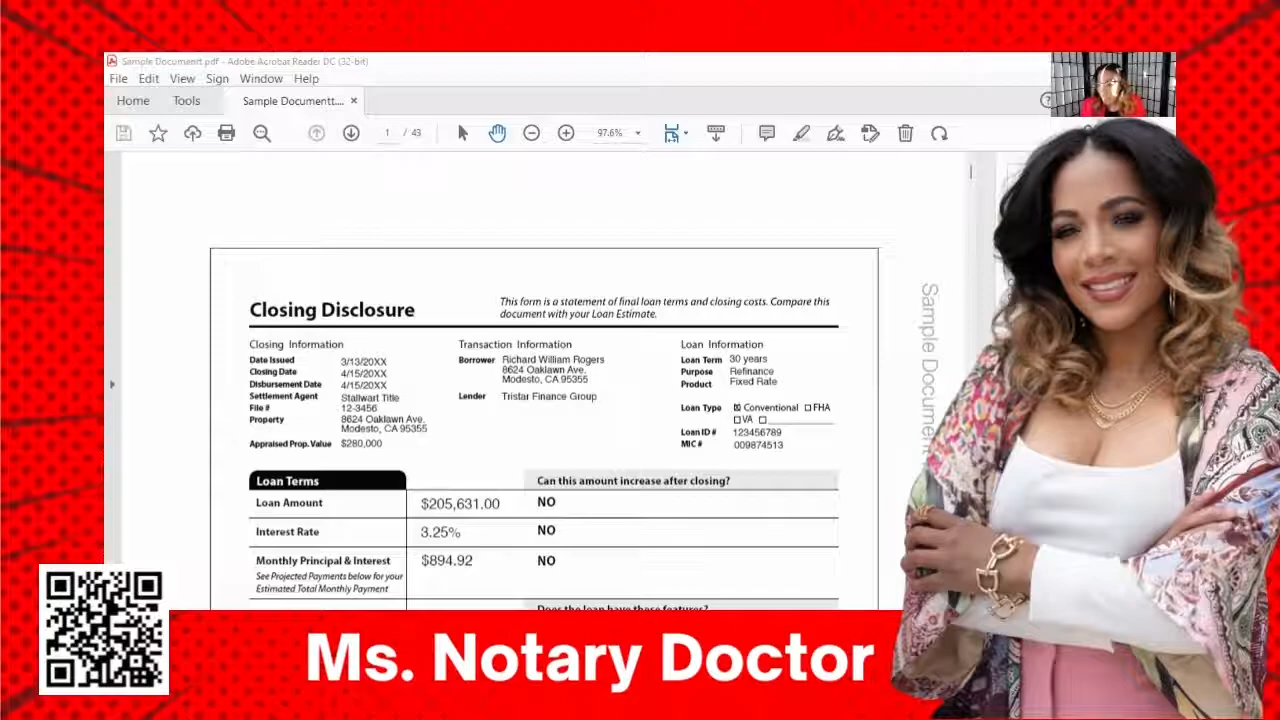 Sample Documentt.pdf - Adobe Acrobat Reader DC (32-bit)
File Edit View Sign Window Help
Home Tools Sample Documentt.... ×
1 / 43 97.6%
Closing Disclosure
This form is a statement of final loan terms and closing costs. Compare this
document with your Loan Estimate.
Closing Information
Date Issued 3/13/20XX
Closing Date 4/15/20XX
Disbursement Date 4/15/20XX
Settlement Agent Stallwart Title
File # 12-3456
Property 8624 Oaklawn Ave.
Modesto, CA 95355
Appraised Prop. Value $280,000
Transaction Information
Borrower Richard William Rogers
8624 Oaklawn Ave.
Modesto, CA 95355
Lender Tristar Finance Group
Loan Information
Loan Term 30 years
Purpose Refinance
Product Fixed Rate
Loan Type ☒ Conventional ☐ FHA
☐ VA ☐
Loan ID # 123456789
MIC # 009874513
Loan Terms Can this amount increase after closing?
Loan Amount $205,631.00 NO
Interest Rate 3.25% NO
Monthly Principal & Interest $894.92 NO
See Projected Payments below for your
Estimated Total Monthly Payment
Does the loan have these features?
Sample Document
Ms. Notary Doctor